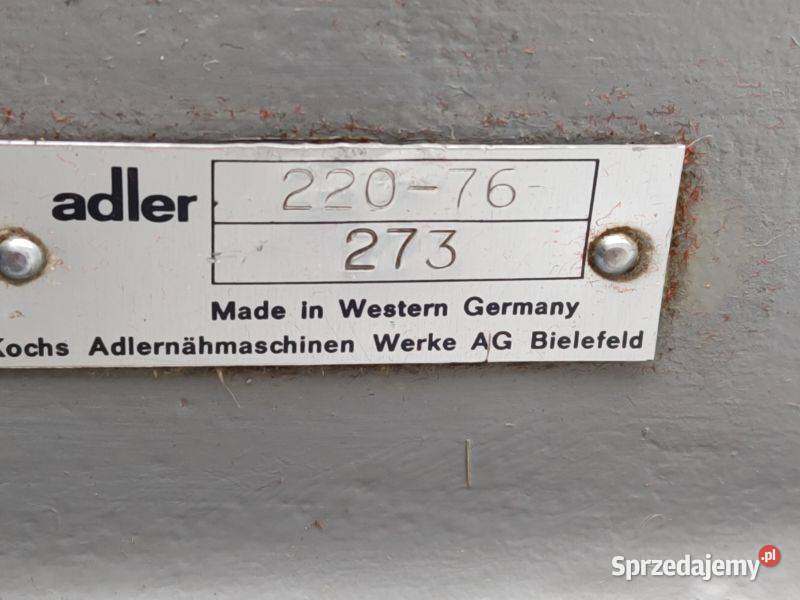 adler
220-76-
273
Made in Western Germany
Kochs Adlernähmaschinen Werke AG Bielefeld
Sprzedajemy.pl